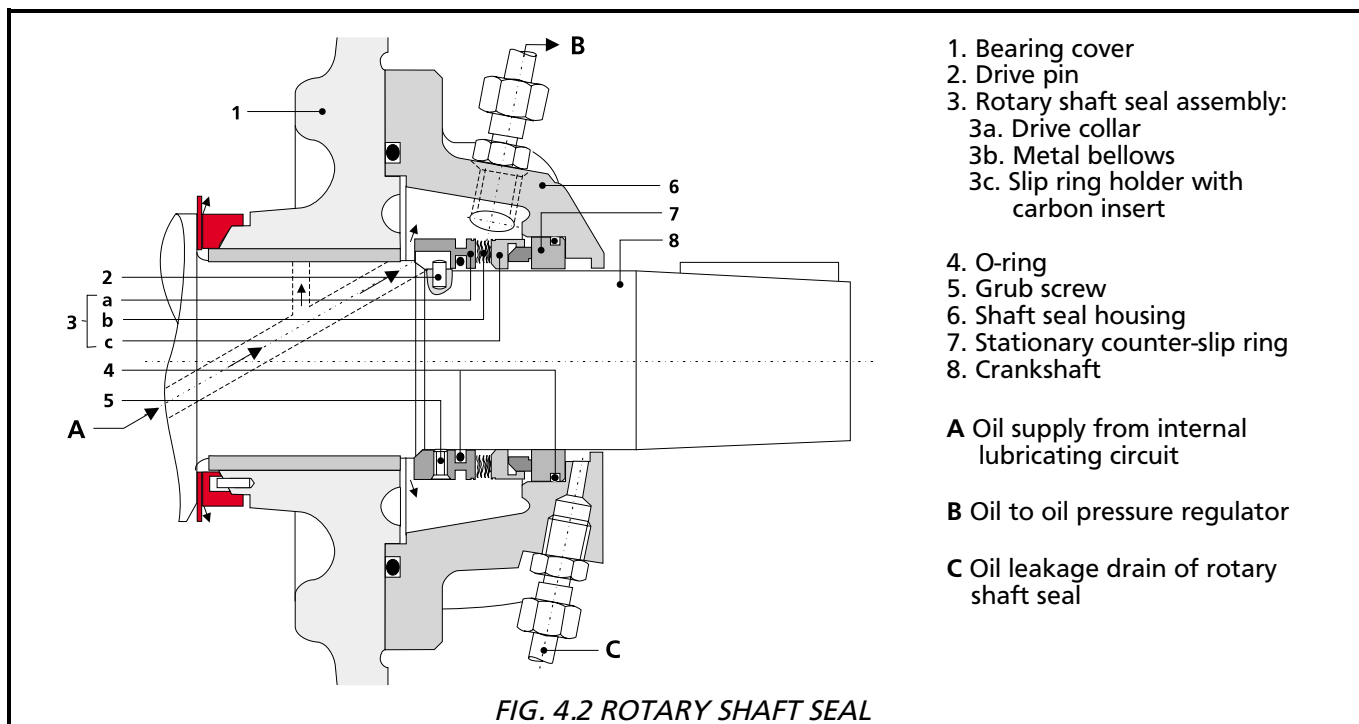 B
1
6
7
8
2
a
3
b
c
4
5
A
C
1. Bearing cover
2. Drive pin
3. Rotary shaft seal assembly:
3a. Drive collar
3b. Metal bellows
3c. Slip ring holder with
carbon insert
4. O-ring
5. Grub screw
6. Shaft seal housing
7. Stationary counter-slip ring
8. Crankshaft
A Oil supply from internal
lubricating circuit
B Oil to oil pressure regulator
C Oil leakage drain of rotary
shaft seal
FIG. 4.2 ROTARY SHAFT SEAL